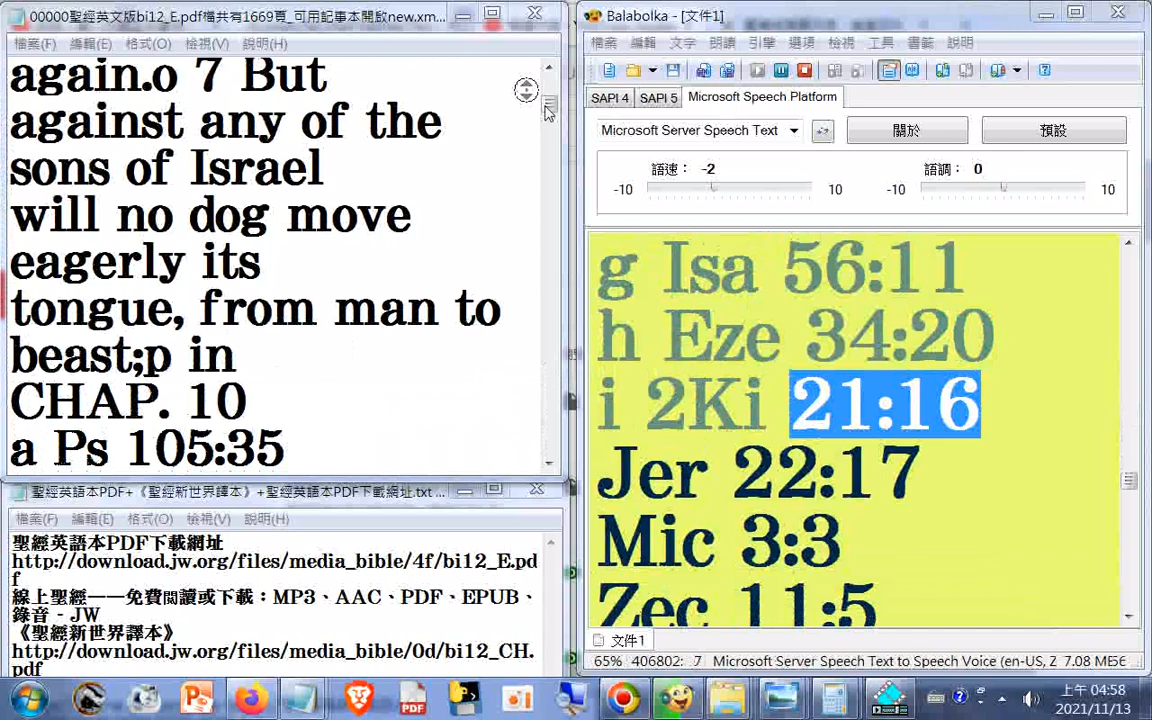 00000聖經英文版bi12_E.pdf檔共有1669頁_可用記事本開啟new.xm...
檔案(F) 編輯(E) 格式(O) 檢視(V) 說明(H)
again.o 7 But
against any of the
sons of Israel
will no dog move
eagerly its
tongue, from man to
beast;p in
CHAP. 10
a Ps 105:35
聖經英語本PDF+《聖經新世界譯本》+聖經英語本PDF下載網址.txt ...
檔案(F) 編輯(E) 格式(O) 檢視(V) 說明(H)
聖經英語本PDF下載網址
http://download.jw.org/files/media_bible/4f/bi12_E.pd
f
線上聖經——免費閱讀或下載：MP3、AAC、PDF、EPUB、
錄音 - JW
《聖經新世界譯本》
http://download.jw.org/files/media_bible/0d/bi12_CH.
pdf
Balabolka - [文件1]
檔案 編輯 文字 朗讀 引擎 選項 檢視 工具 書籤 說明
SAPI 4 SAPI 5 Microsoft Speech Platform
Microsoft Server Speech Text 關於 預設
語速： -2 語調： 0
-10 10 -10 10
g Isa 56:11
h Eze 34:20
i 2Ki 21:16
Jer 22:17
Mic 3:3
Zec 11:5
文件1
65% 406802: 7 Microsoft Server Speech Text to Speech Voice (en-US, Z 7.08 ME
上午 04:58
2021/11/13